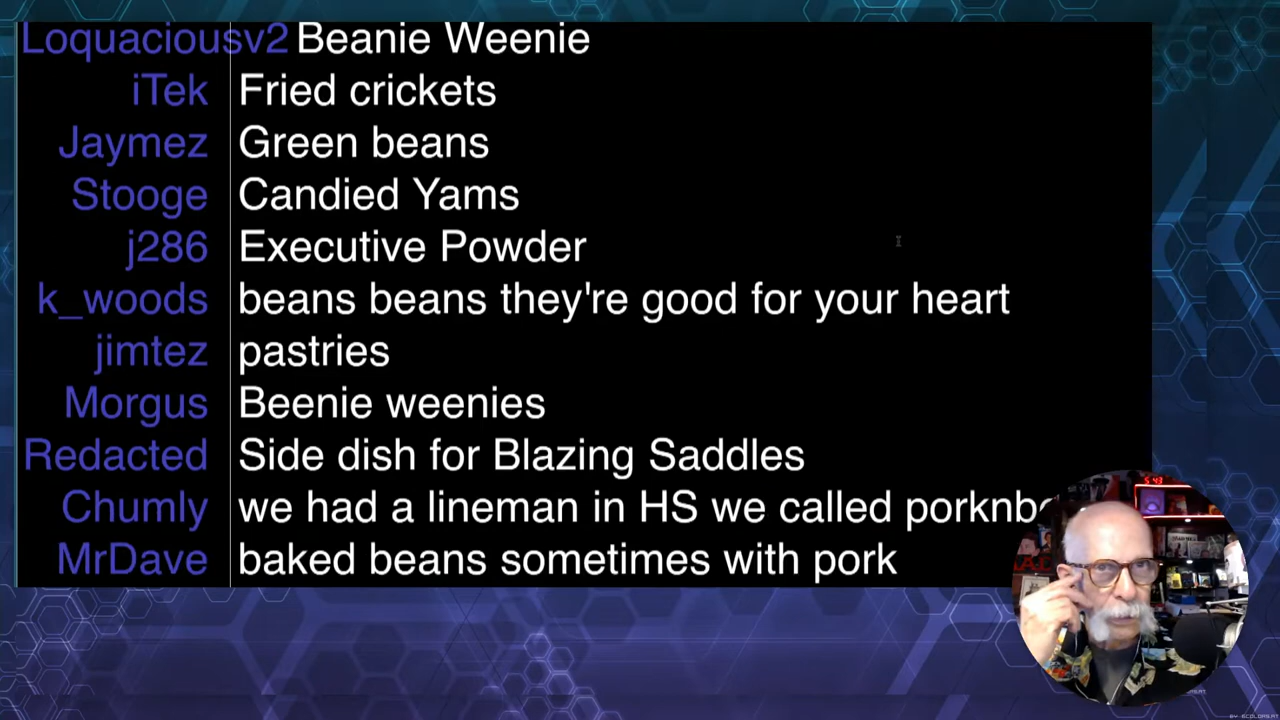 Loquaciousv2 Beanie Weenie
iTek Fried crickets
Jaymez Green beans
Stooge Candied Yams
j286 Executive Powder
k_woods beans beans they're good for your heart
jimtez pastries
Morgus Beenie weenies
Redacted Side dish for Blazing Saddles
Chumly we had a lineman in HS we called
MrDave baked beans sometimes with pork
5:43